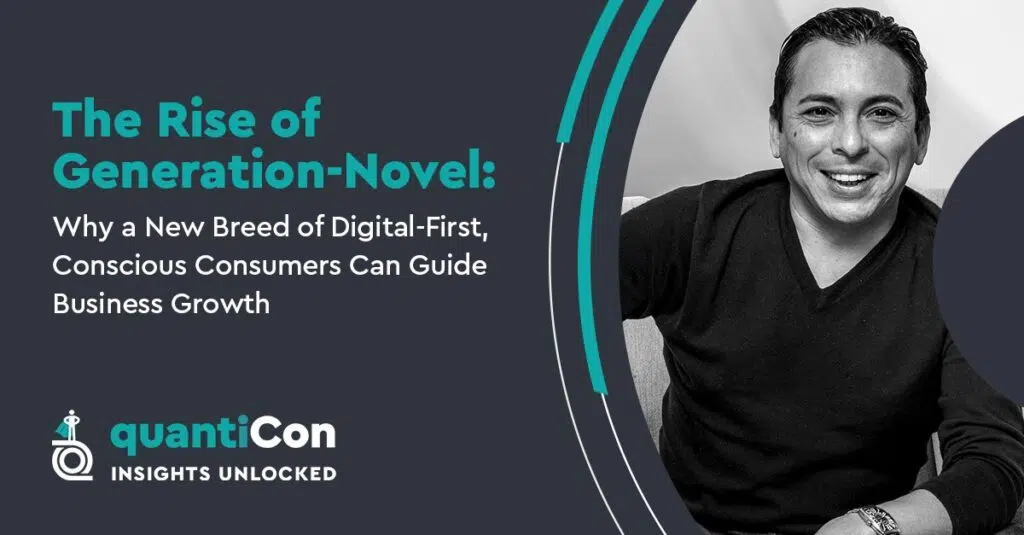 The Rise of
Generation-Novel:
Why a New Breed of Digital-First,
Conscious Consumers Can Guide
Business Growth
quantiCon
INSIGHTS UNLOCKED